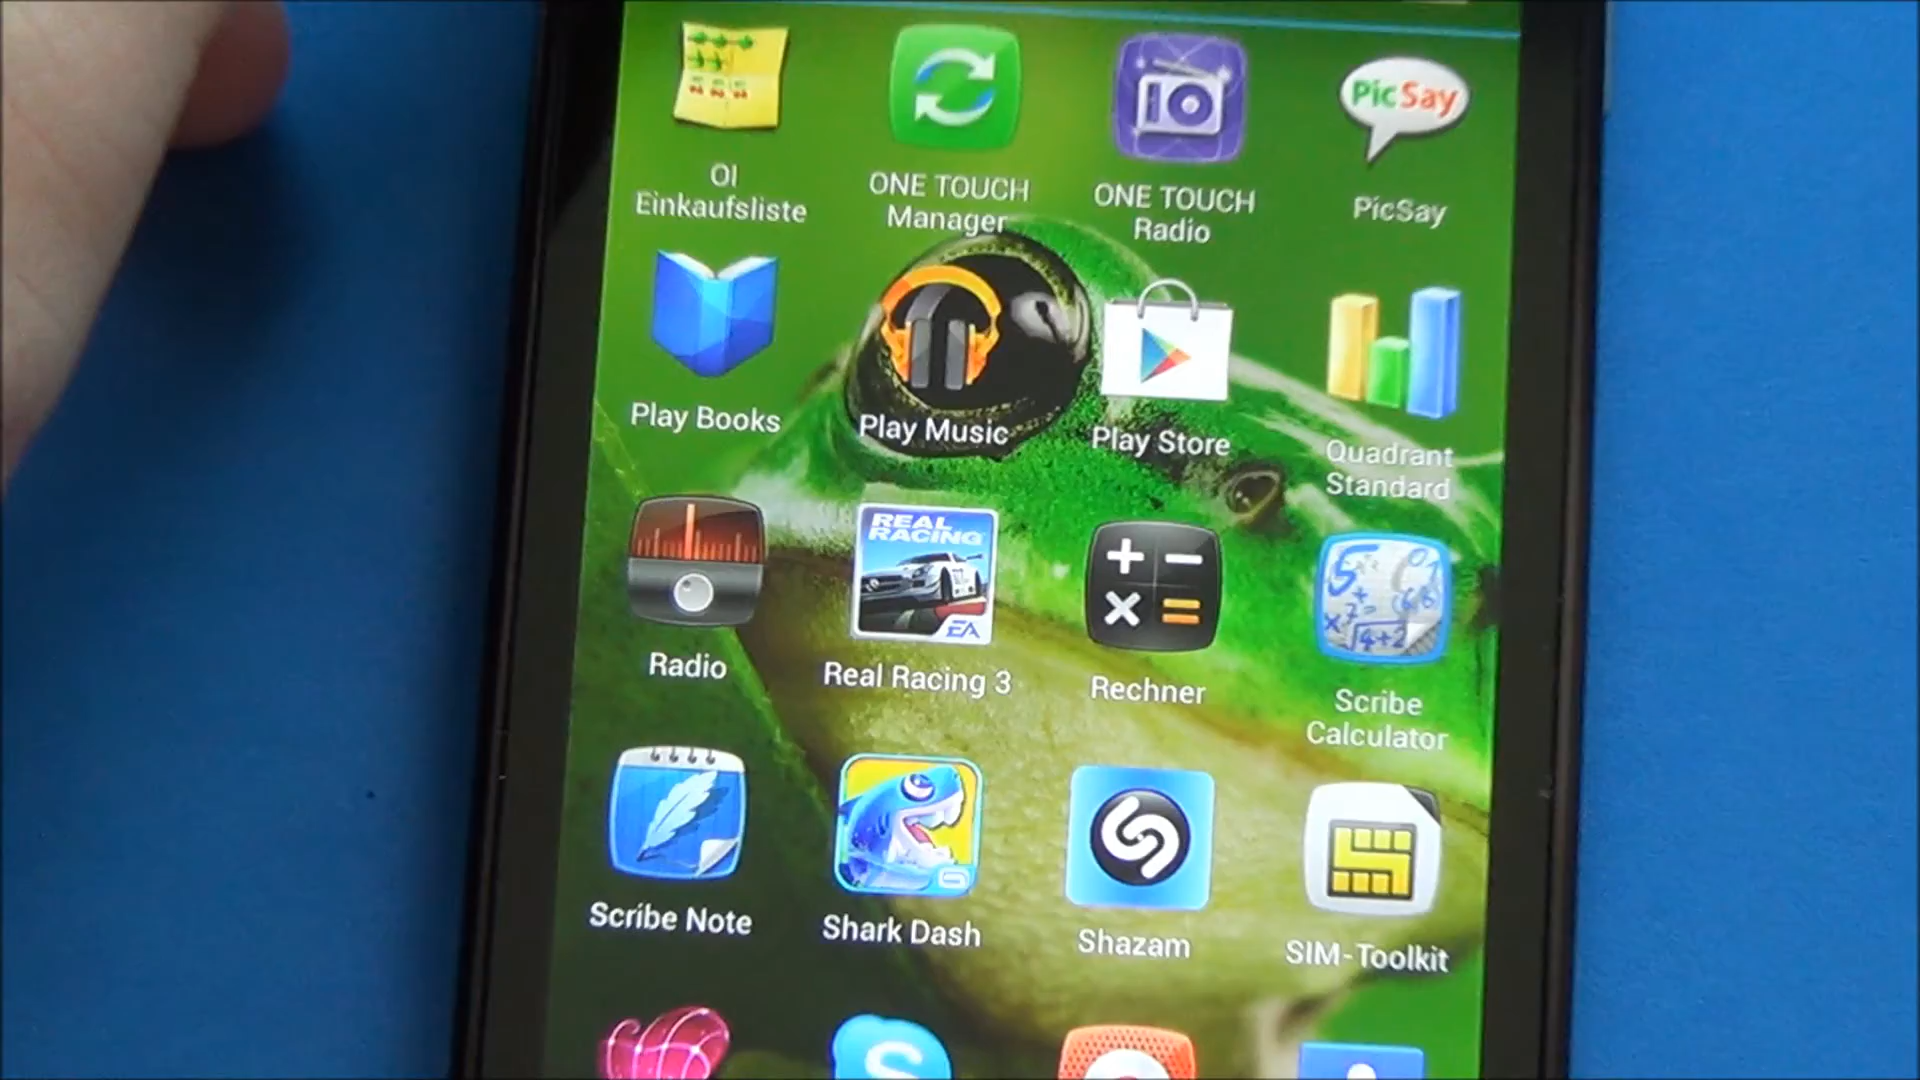 PicSay
OI
Einkaufsliste
ONE TOUCH
Manager
ONE TOUCH
Radio
PicSay
Play Books
Play Music
Play Store
Quadrant
Standard
REAL
RACING
EA
Radio
Real Racing 3
Rechner
Scribe
Calculator
Scribe Note
Shark Dash
Shazam
SIM-Toolkit
S